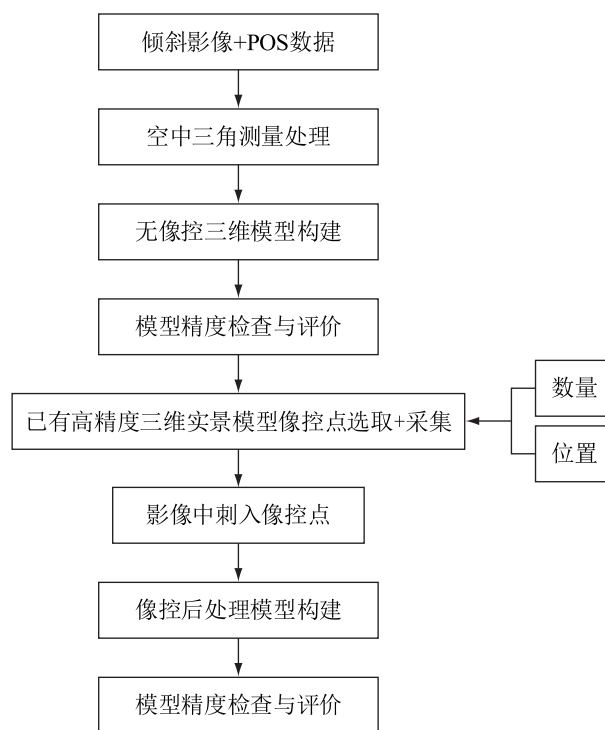 倾斜影像+POS数据
空中三角测量处理
无像控三维模型构建
模型精度检查与评价
已有高精度三维实景模型像控点选取+采集
数量
位置
影像中刺入像控点
像控后处理模型构建
模型精度检查与评价